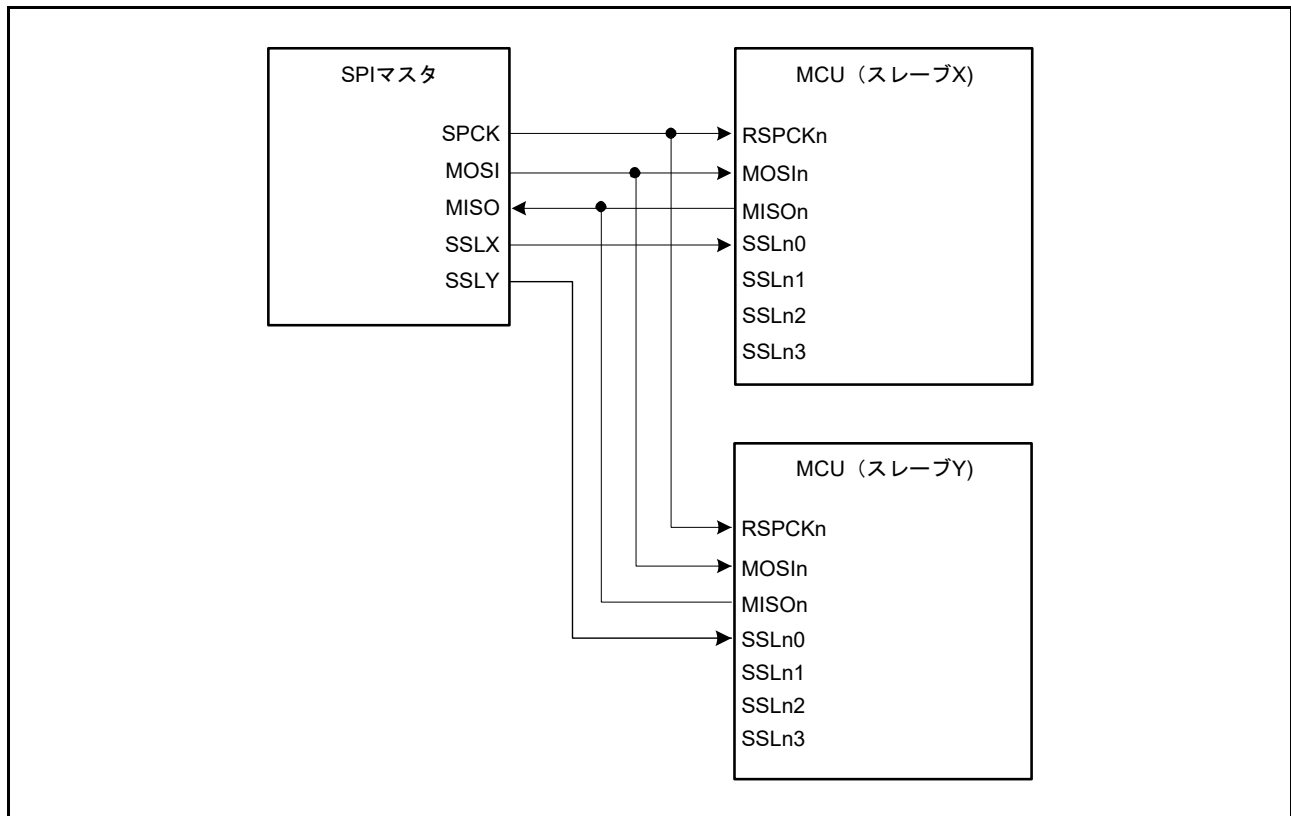 SPIマスタ
SPCK
MOSI
MISO
SSLX
SSLY
MCU（スレーブX)
RSPCKn
MOSIn
MISOn
SSLn0
SSLn1
SSLn2
SSLn3
MCU（スレーブY)
RSPCKn
MOSIn
MISOn
SSLn0
SSLn1
SSLn2
SSLn3